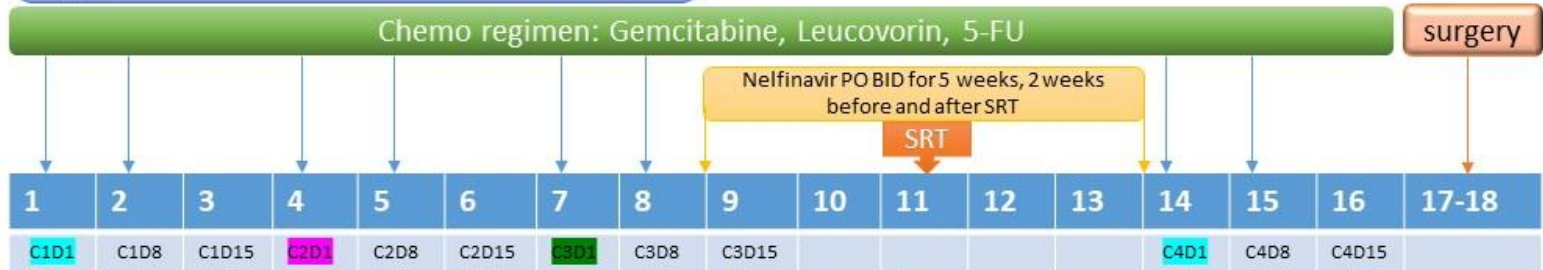 Chemo regimen: Gemcitabine, Leucovorin, 5-FU
surgery
Nelfinavir PO BID for 5 weeks, 2 weeks
before and after SRT
SRT
1 2 3 4 5 6 7 8 9 10 11 12 13 14 15 16 17-18
C1D1 C1D8 C1D15 C2D1 C2D8 C2D15 C3D1 C3D8 C3D15 C4D1 C4D8 C4D15